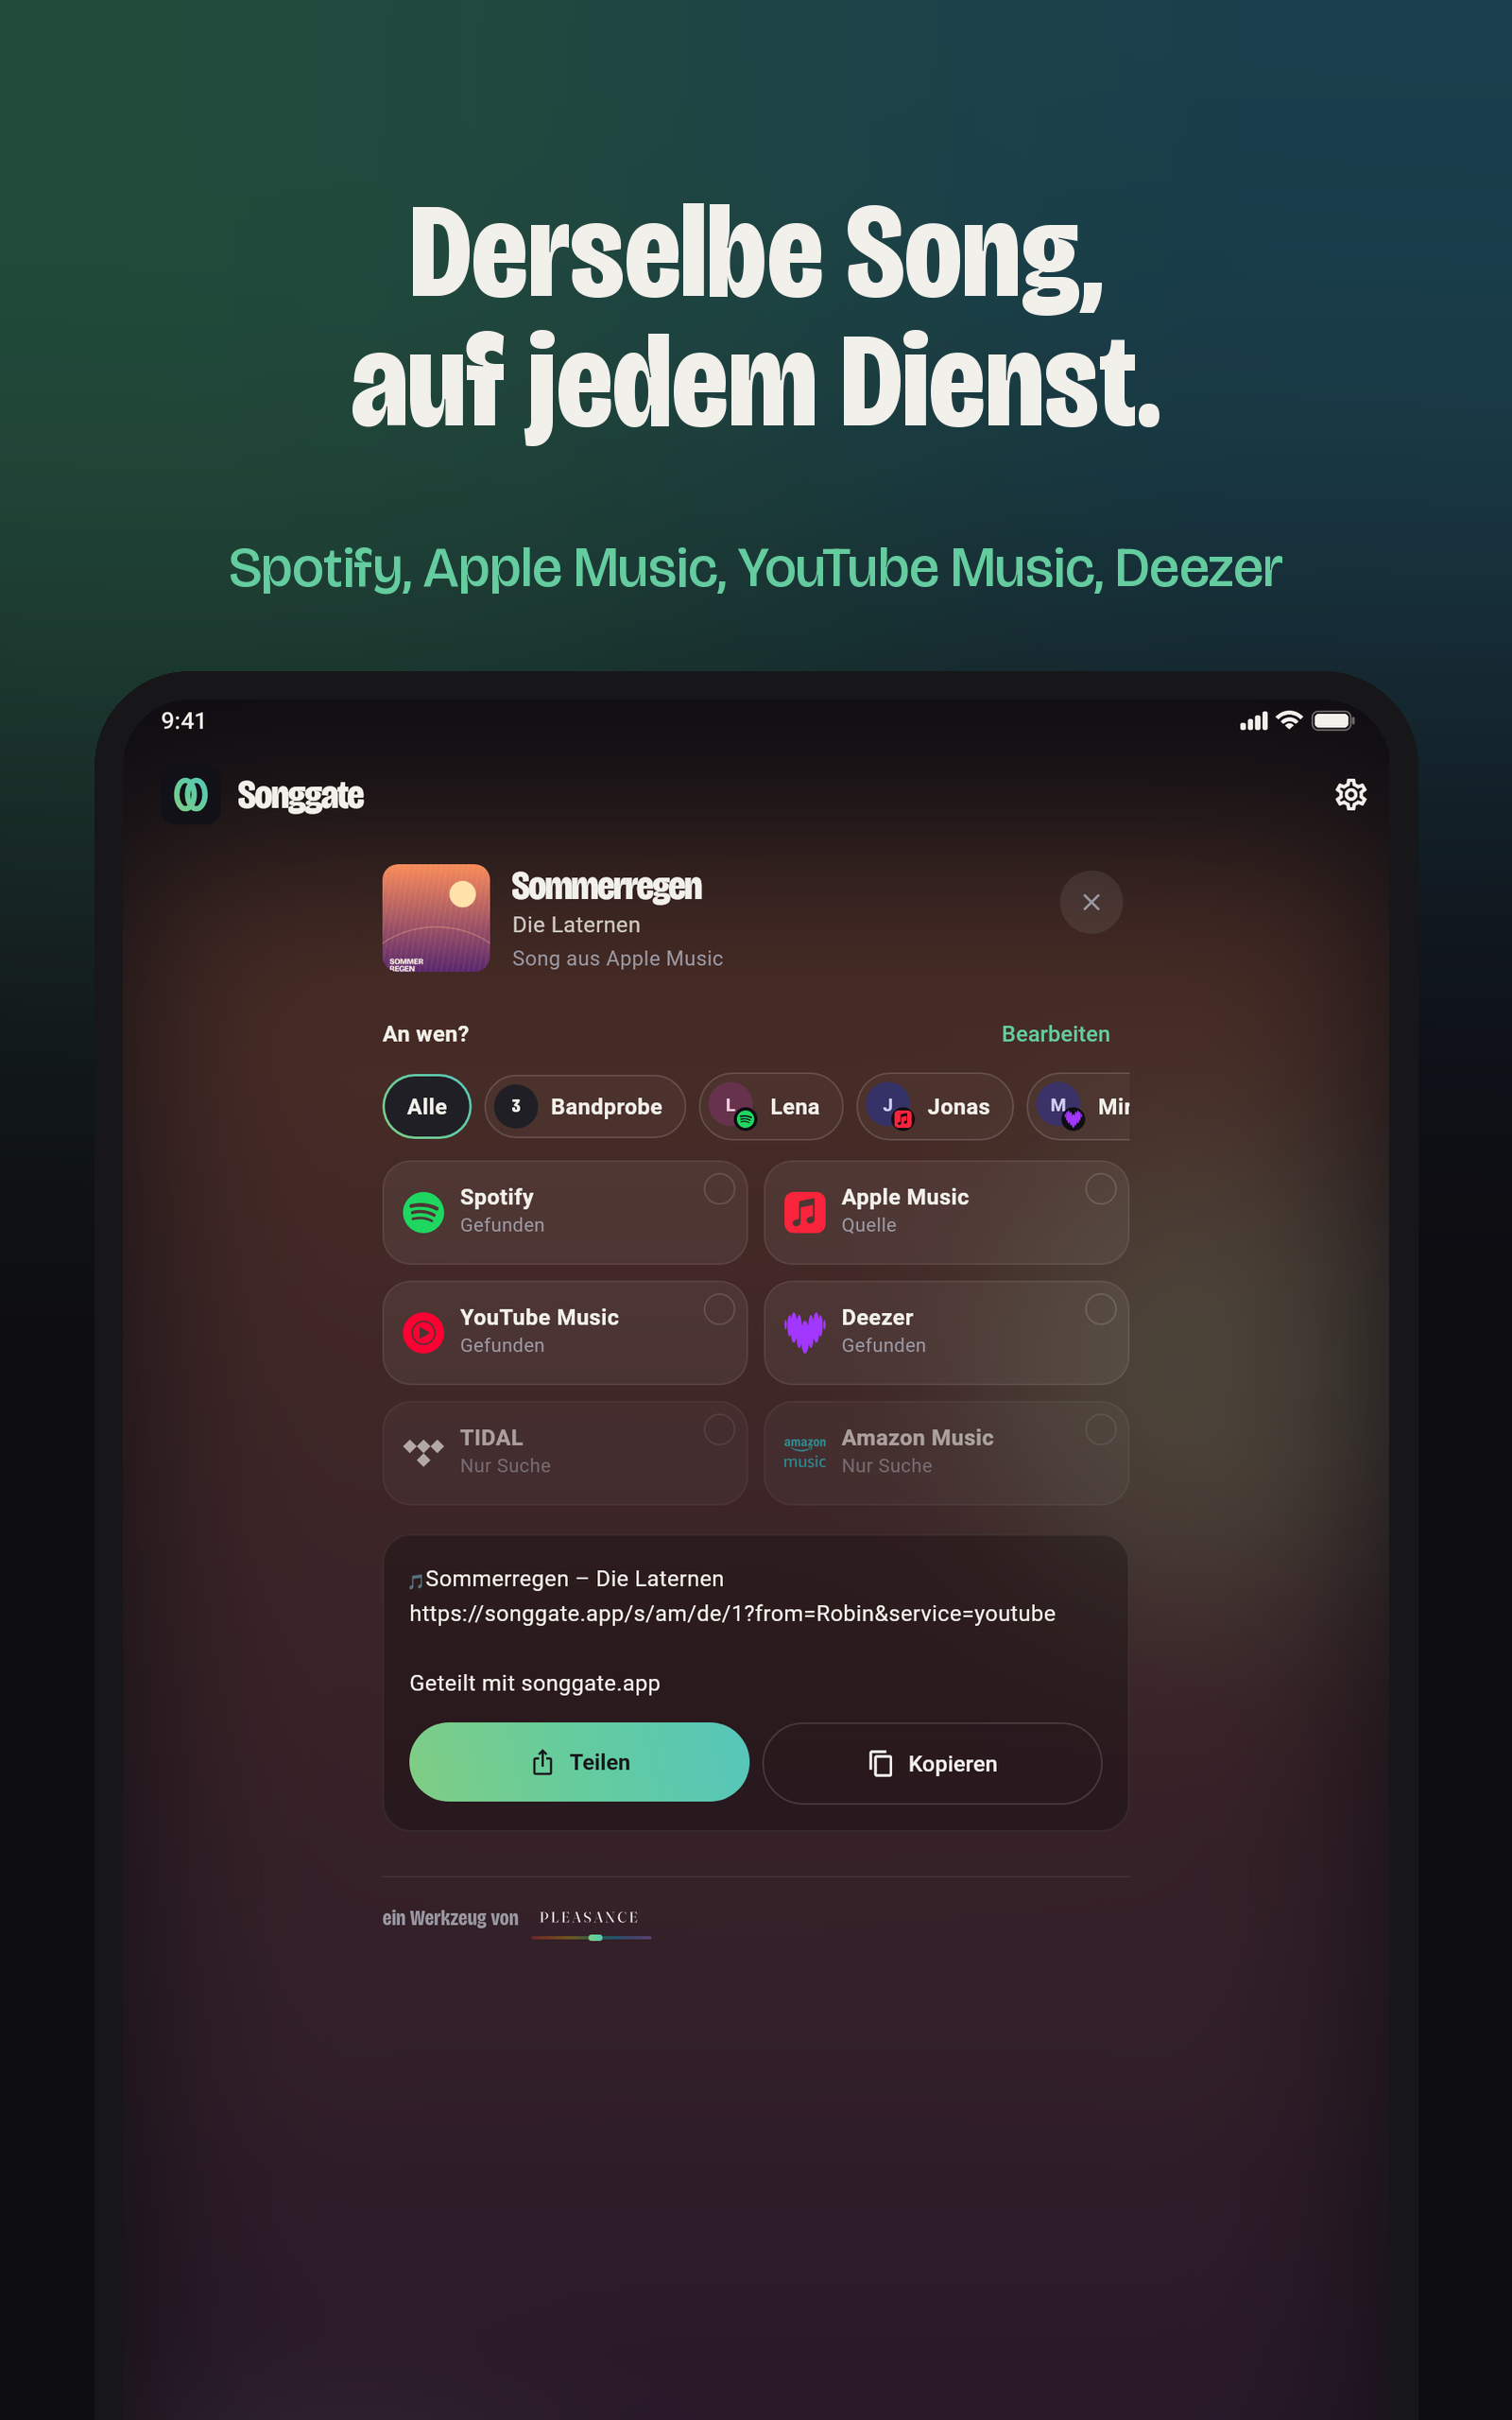 Derselbe Song,
auf jedem Dienst.
Spotify, Apple Music, YouTube Music, Deezer
9:41
Songgate
Sommerregen
Die Laternen
Song aus Apple Music
SOMMER
REGEN
An wen?
Bearbeiten
Alle
3 Bandprobe
L Lena
J Jonas
M Mir
Spotify
Gefunden
Apple Music
Quelle
YouTube Music
Gefunden
Deezer
Gefunden
TIDAL
Nur Suche
amazon
music
Amazon Music
Nur Suche
🎵Sommerregen – Die Laternen
https://songgate.app/s/am/de/1?from=Robin&service=youtube
Geteilt mit songgate.app
Teilen
Kopieren
ein Werkzeug von PLEASANCE